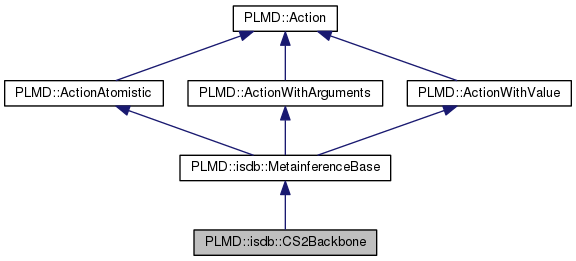 PLMD::Action
PLMD::ActionAtomistic
PLMD::ActionWithArguments
PLMD::ActionWithValue
PLMD::isdb::MetainferenceBase
PLMD::isdb::CS2Backbone